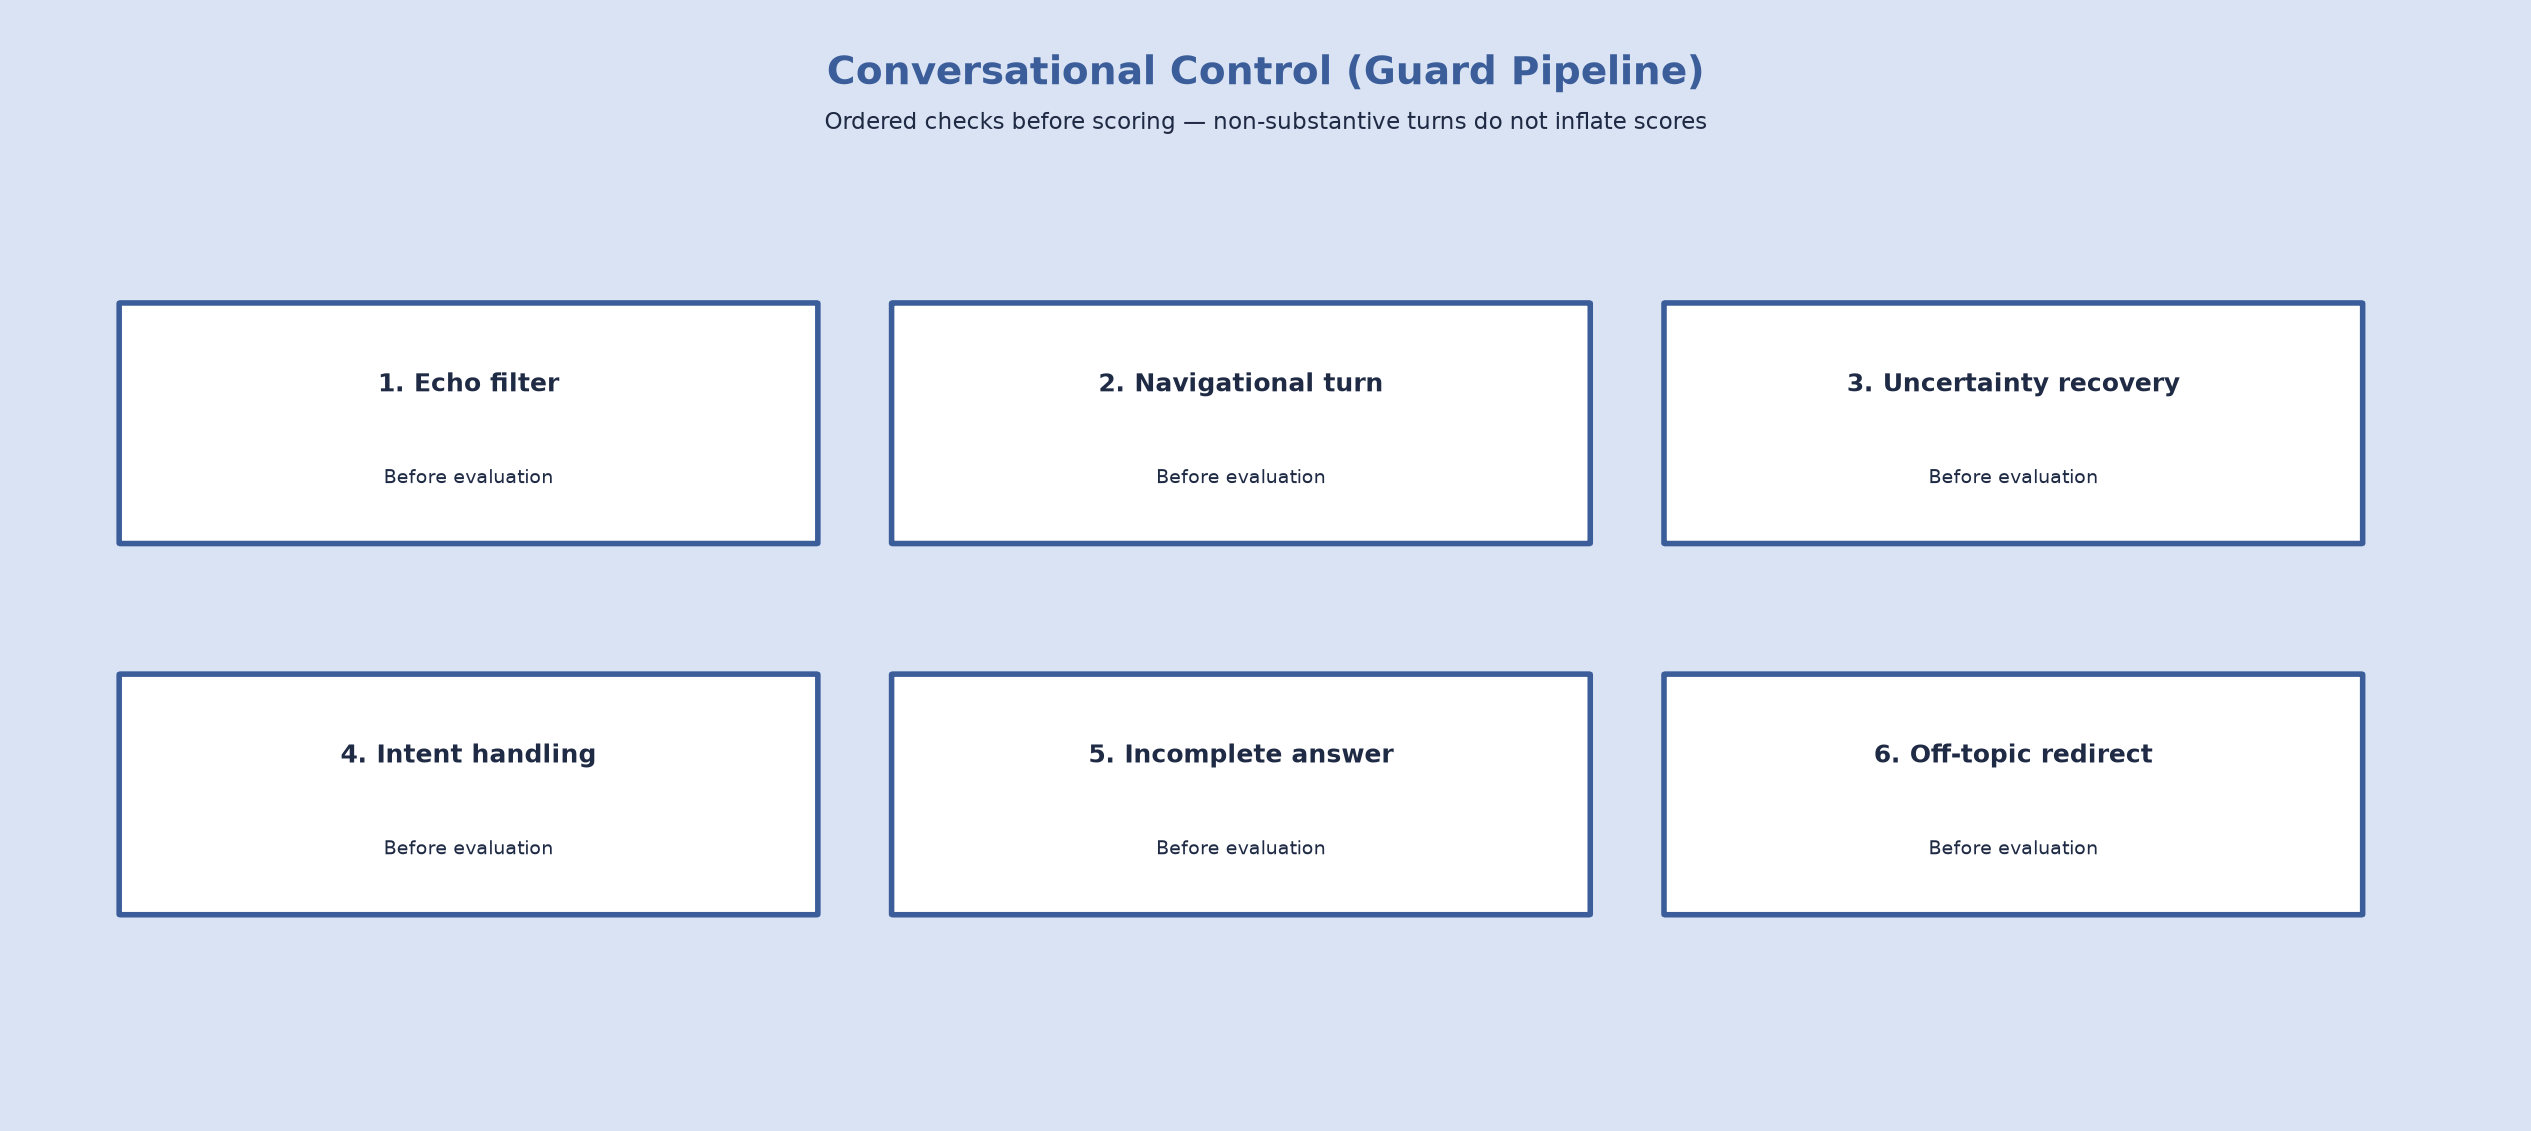 Conversational Control (Guard Pipeline)
Ordered checks before scoring — non-substantive turns do not inflate scores
1. Echo filter
Before evaluation
2. Navigational turn
Before evaluation
3. Uncertainty recovery
Before evaluation
4. Intent handling
Before evaluation
5. Incomplete answer
Before evaluation
6. Off-topic redirect
Before evaluation